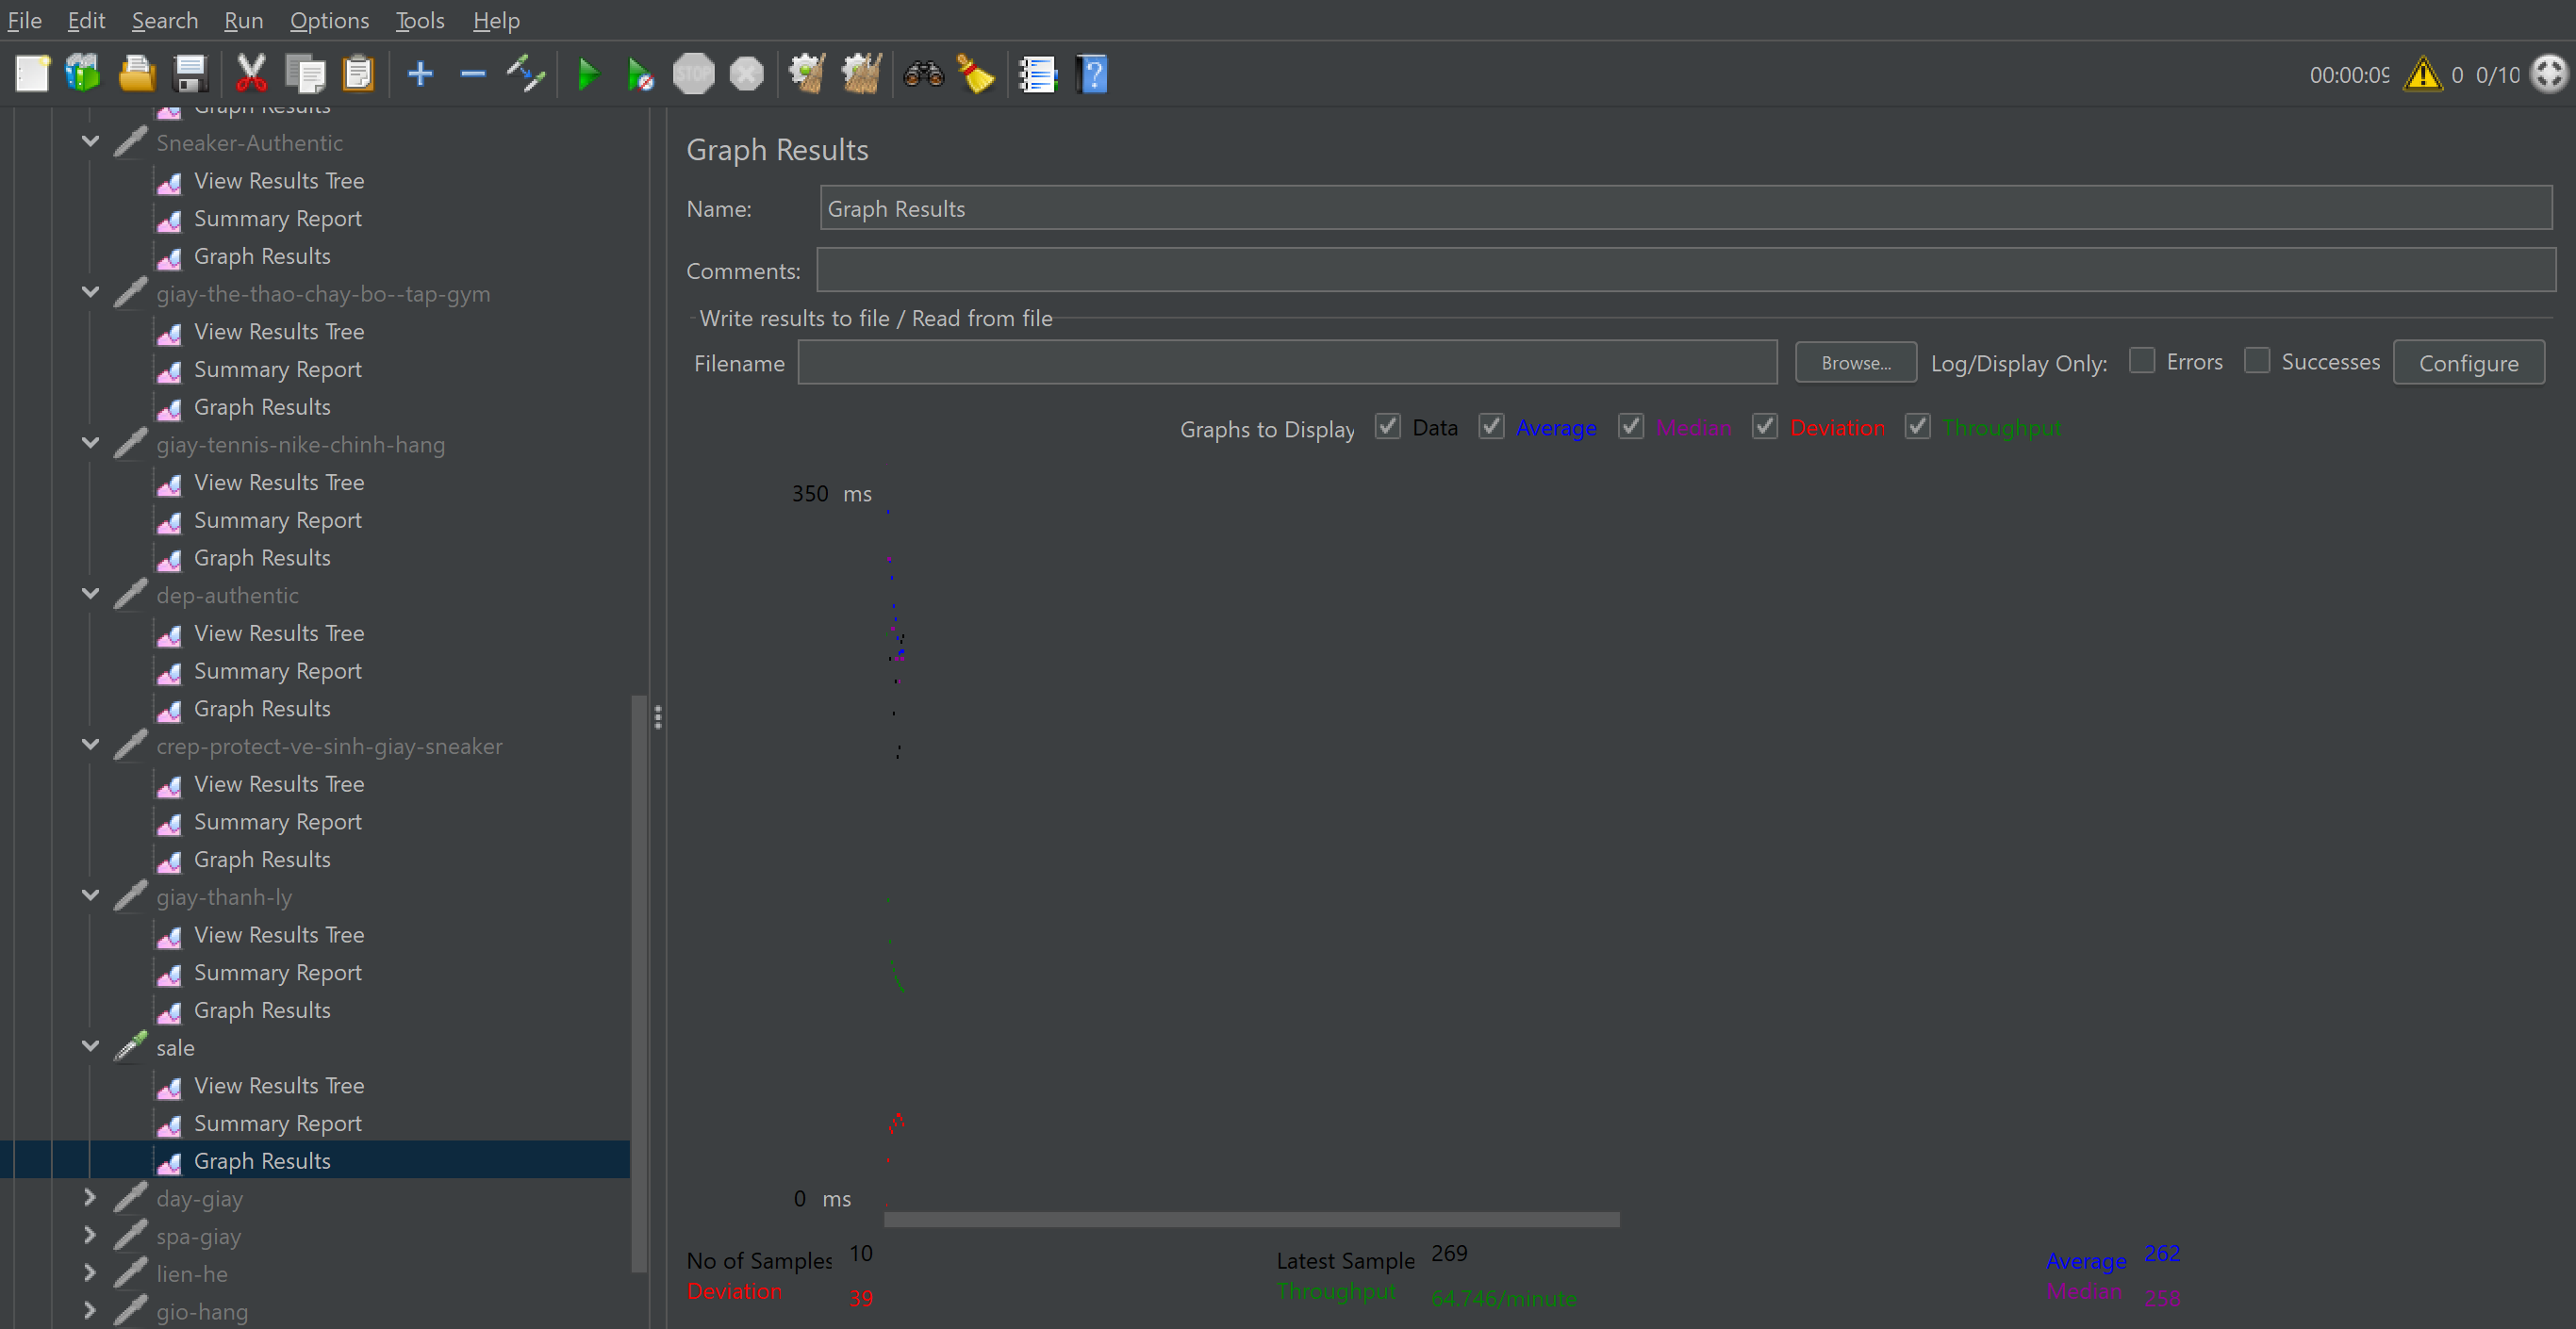 File Edit Search Run Options Tools Help
STOP
00:00:09 0 0/10
Graph Results
Sneaker-Authentic
View Results Tree
Summary Report
Graph Results
giay-the-thao-chay-bo--tap-gym
View Results Tree
Summary Report
Graph Results
giay-tennis-nike-chinh-hang
View Results Tree
Summary Report
Graph Results
dep-authentic
View Results Tree
Summary Report
Graph Results
crep-protect-ve-sinh-giay-sneaker
View Results Tree
Summary Report
Graph Results
giay-thanh-ly
View Results Tree
Summary Report
Graph Results
sale
View Results Tree
Summary Report
Graph Results
day-giay
spa-giay
lien-he
gio-hang
Graph Results
Name: Graph Results
Comments:
Write results to file / Read from file
Filename Browse... Log/Display Only: Errors Successes Configure
Graphs to Display Data Average Median Deviation Throughput
350 ms
0 ms
No of Samples 10 Latest Sample 269 Average 262
Deviation 39 Throughput 64.746/minute Median 258